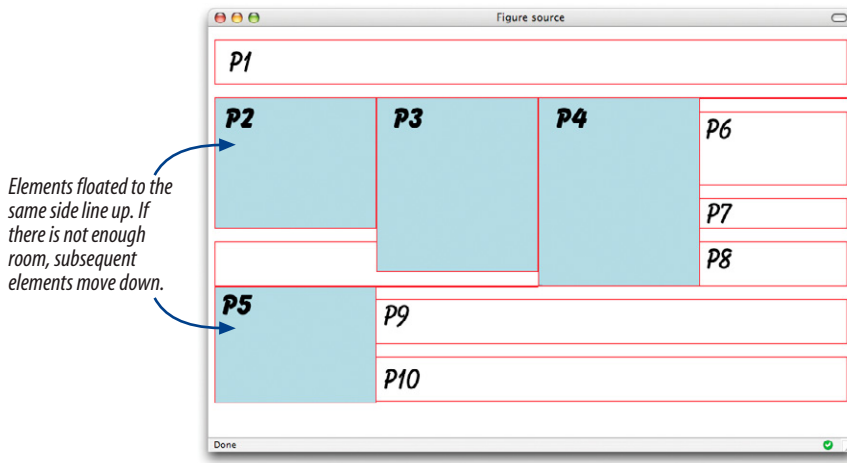 Figure source
P1
P2
P3
P4
P6
P7
P8
Elements floated to the
same side line up. If
there is not enough
room, subsequent
elements move down.
P5
P9
P10
Done